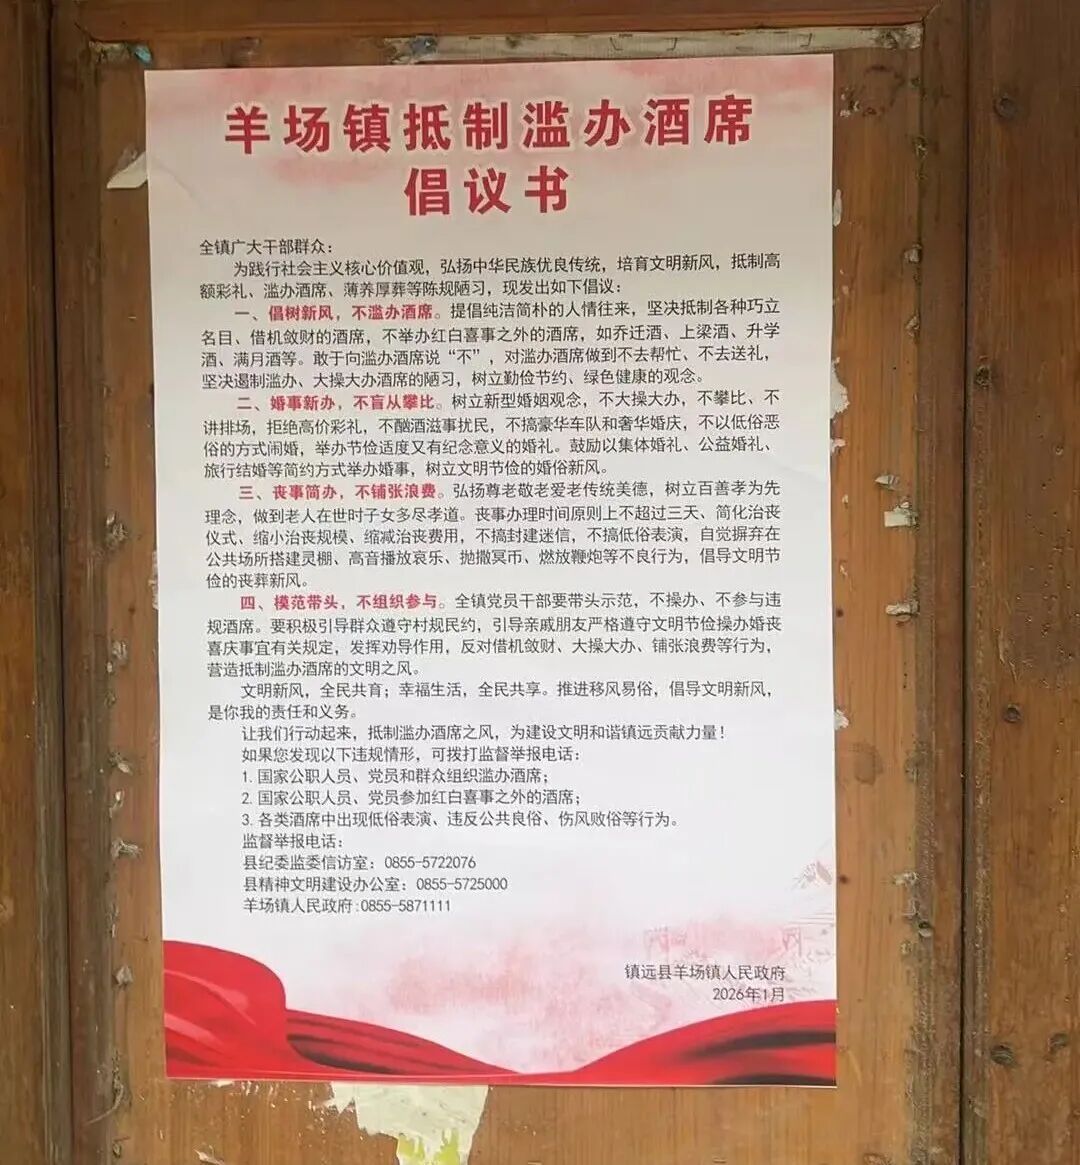 羊场镇抵制滥办酒席
倡议书
全镇广大干部群众：
为践行社会主义核心价值观，弘扬中华民族优良传统，培育文明新风，抵制高
额彩礼、滥办酒席、薄养厚葬等陈规陋习，现发出如下倡议：
一、倡树新风，不滥办酒席。提倡纯洁简朴的人情往来，坚决抵制各种巧立
名目、借机敛财的酒席，不举办红白喜事之外的酒席，如乔迁酒、上梁酒、升学
酒、满月酒等。敢于向滥办酒席说“不”，对滥办酒席做到不去帮忙、不去送礼，
坚决遏制滥办、大操大办酒席的陋习，树立勤俭节约、绿色健康的观念。
二、婚事新办，不盲从攀比。树立新型婚姻观念，不大操大办，不攀比、不
讲排场，拒绝高价彩礼，不酗酒滋事扰民，不搞豪华车队和奢华婚庆，不以低俗恶
俗的方式闹婚，举办节俭适度又有纪念意义的婚礼。鼓励以集体婚礼、公益婚礼、
旅行结婚等简约方式举办婚事，树立文明节俭的婚俗新风。
三、丧事简办，不铺张浪费。弘扬尊老敬老爱老传统美德，树立百善孝为先
理念，做到老人在世时子女多尽孝道。丧事办理时间原则上不超过三天、简化治丧
仪式、缩小治丧规模、缩减治丧费用，不搞封建迷信，不搞低俗表演，自觉摒弃在
公共场所搭建灵棚、高音播放哀乐、抛撒冥币、燃放鞭炮等不良行为，倡导文明节
俭的丧葬新风。
四、模范带头，不组织参与。全镇党员干部要带头示范，不操办、不参与违
规酒席。要积极引导群众遵守村规民约，引导亲戚朋友严格遵守文明节俭操办婚丧
喜庆事宜有关规定，发挥劝导作用，反对借机敛财、大操大办、铺张浪费等行为，
营造抵制滥办酒席的文明之风。
文明新风，全民共育；幸福生活，全民共享。推进移风易俗，倡导文明新风，
是你我的责任和义务。
让我们行动起来，抵制滥办酒席之风，为建设文明和谐镇远贡献力量！
如果您发现以下违规情形，可拨打监督举报电话：
1. 国家公职人员、党员和群众组织滥办酒席；
2. 国家公职人员、党员参加红白喜事之外的酒席；
3. 各类酒席中出现低俗表演、违反公共良俗、伤风败俗等行为。
监督举报电话：
县纪委监委信访室：0855-5722076
县精神文明建设办公室：0855-5725000
羊场镇人民政府:0855-5871111
镇远县羊场镇人民政府
2026年1月